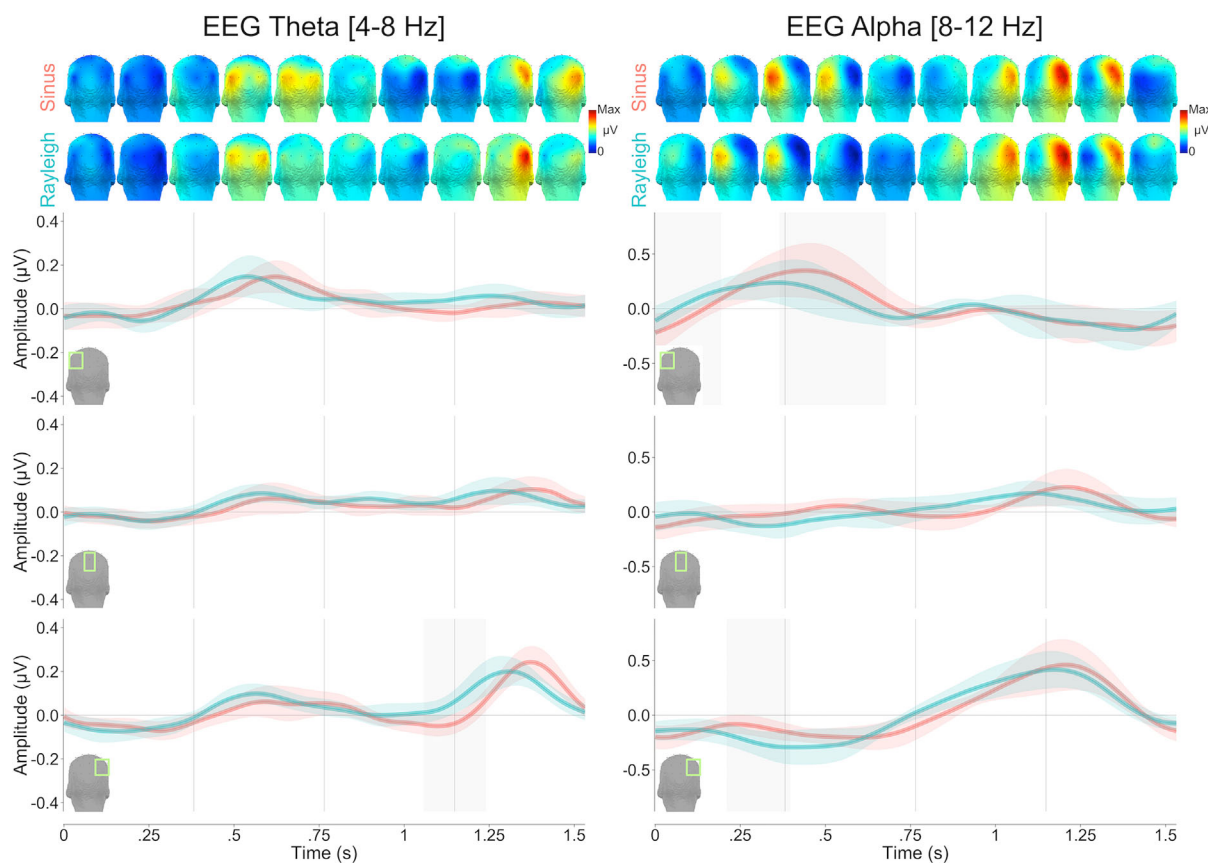 EEG Theta [4-8 Hz]
EEG Alpha [8-12 Hz]
Sinus
Max
µV
0
Rayleigh
Sinus
Max
µV
0
Rayleigh
Amplitude (µV)
0.4
0.2
0.0
-0.2
-0.4
0.5
0.0
-0.5
Amplitude (µV)
0.4
0.2
0.0
-0.2
-0.4
0.5
0.0
-0.5
Amplitude (µV)
0.4
0.2
0.0
-0.2
-0.4
0.5
0.0
-0.5
0 .25 .5 .75 1 1.25 1.5
Time (s)
0 .25 .5 .75 1 1.25 1.5
Time (s)